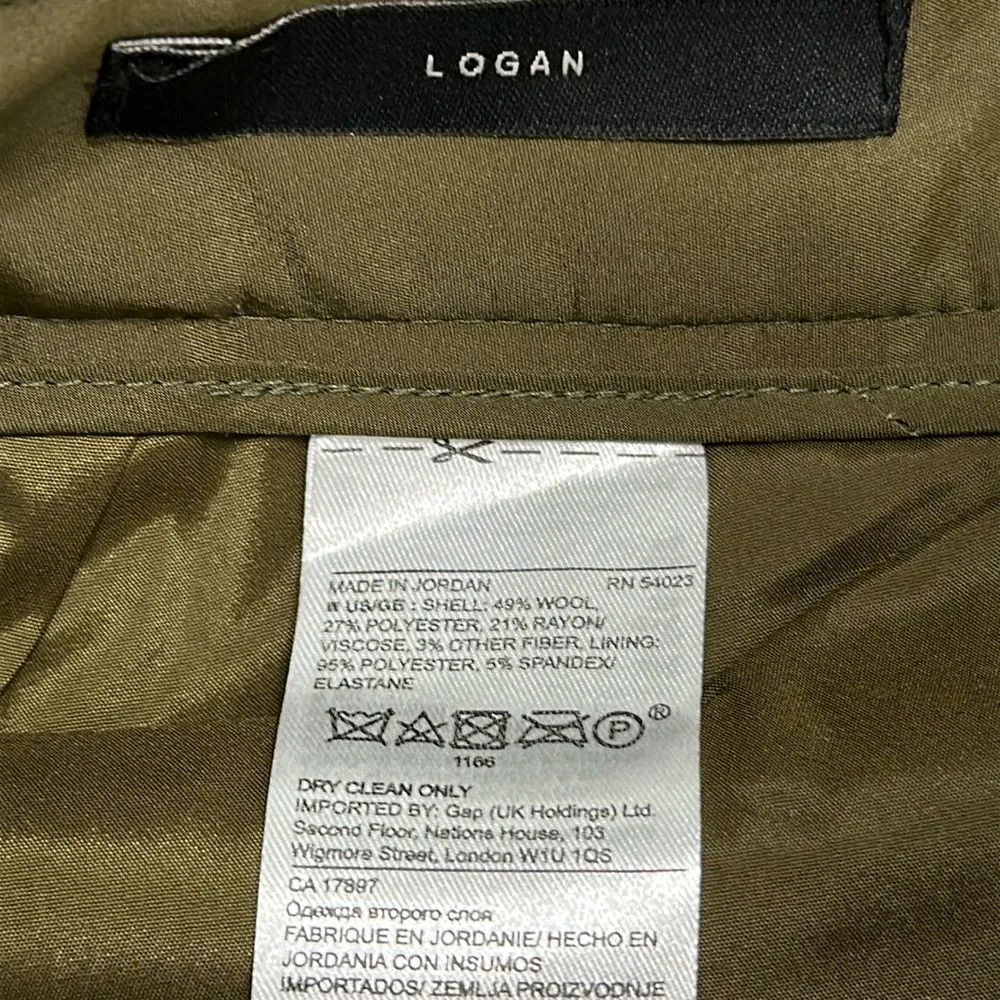 LOGAN
MADE IN JORDAN RN 54023
US/GB : SHELL: 49% WOOL,
27% POLYESTER, 21% RAYON/
VISCOSE, 3% OTHER FIBER, LINING:
95% POLYESTER, 5% SPANDEX/
ELASTANE
P ®
1166
DRY CLEAN ONLY
IMPORTED BY: Gap (UK Holdings) Ltd.
Second Floor, Nations House, 103
Wigmore Street, London W1U 1QS
CA 17897
Одежда второго слоя
FABRIQUE EN JORDANIE/ HECHO EN
JORDANIA CON INSUMOS
IMPORTADOS/ ZEMLJA PROIZVODNJE